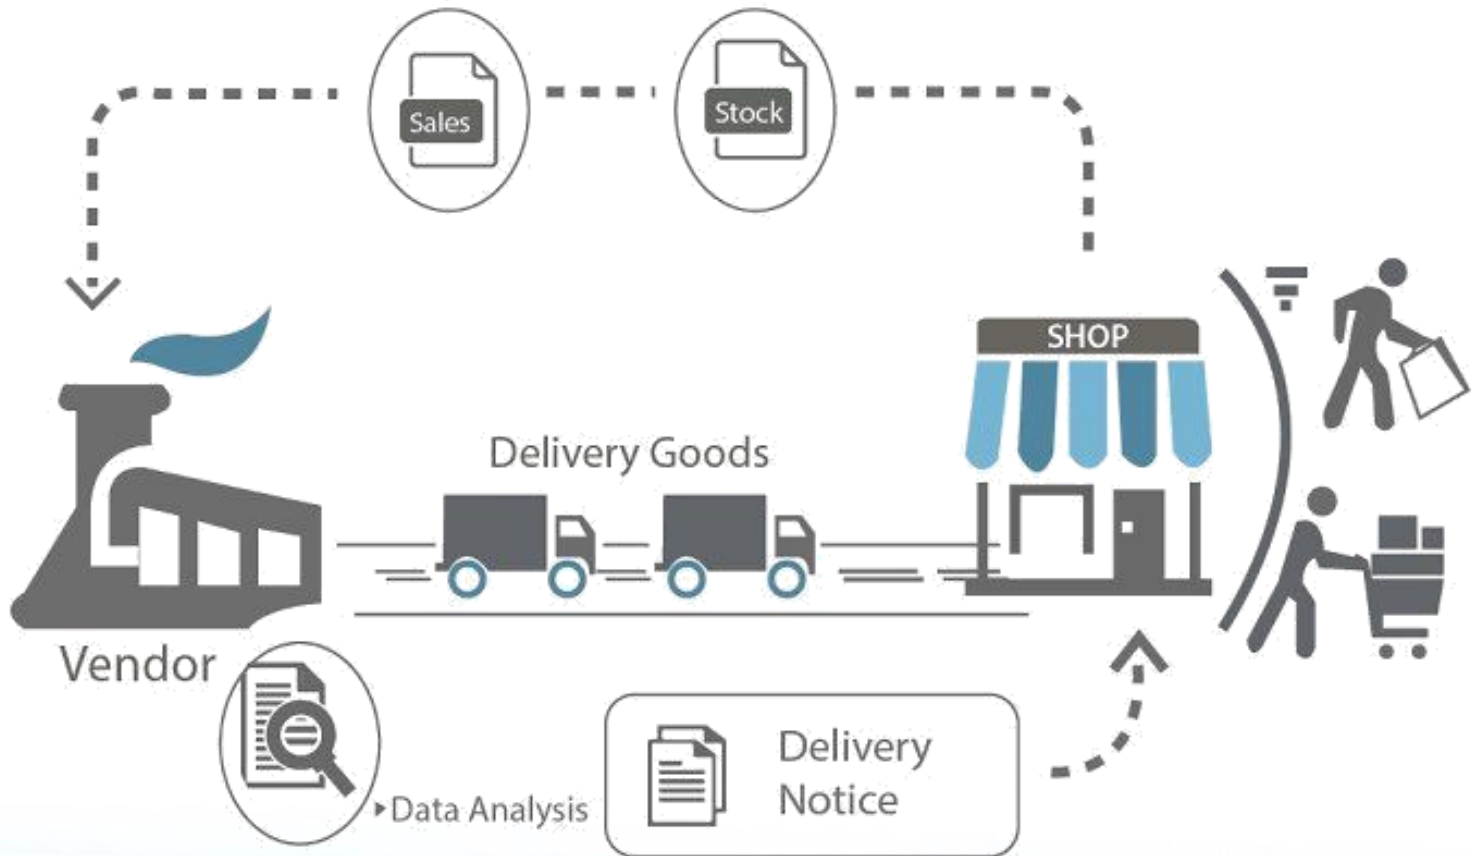 Sales
Stock
SHOP
Delivery Goods
Vendor
Data Analysis
Delivery
Notice